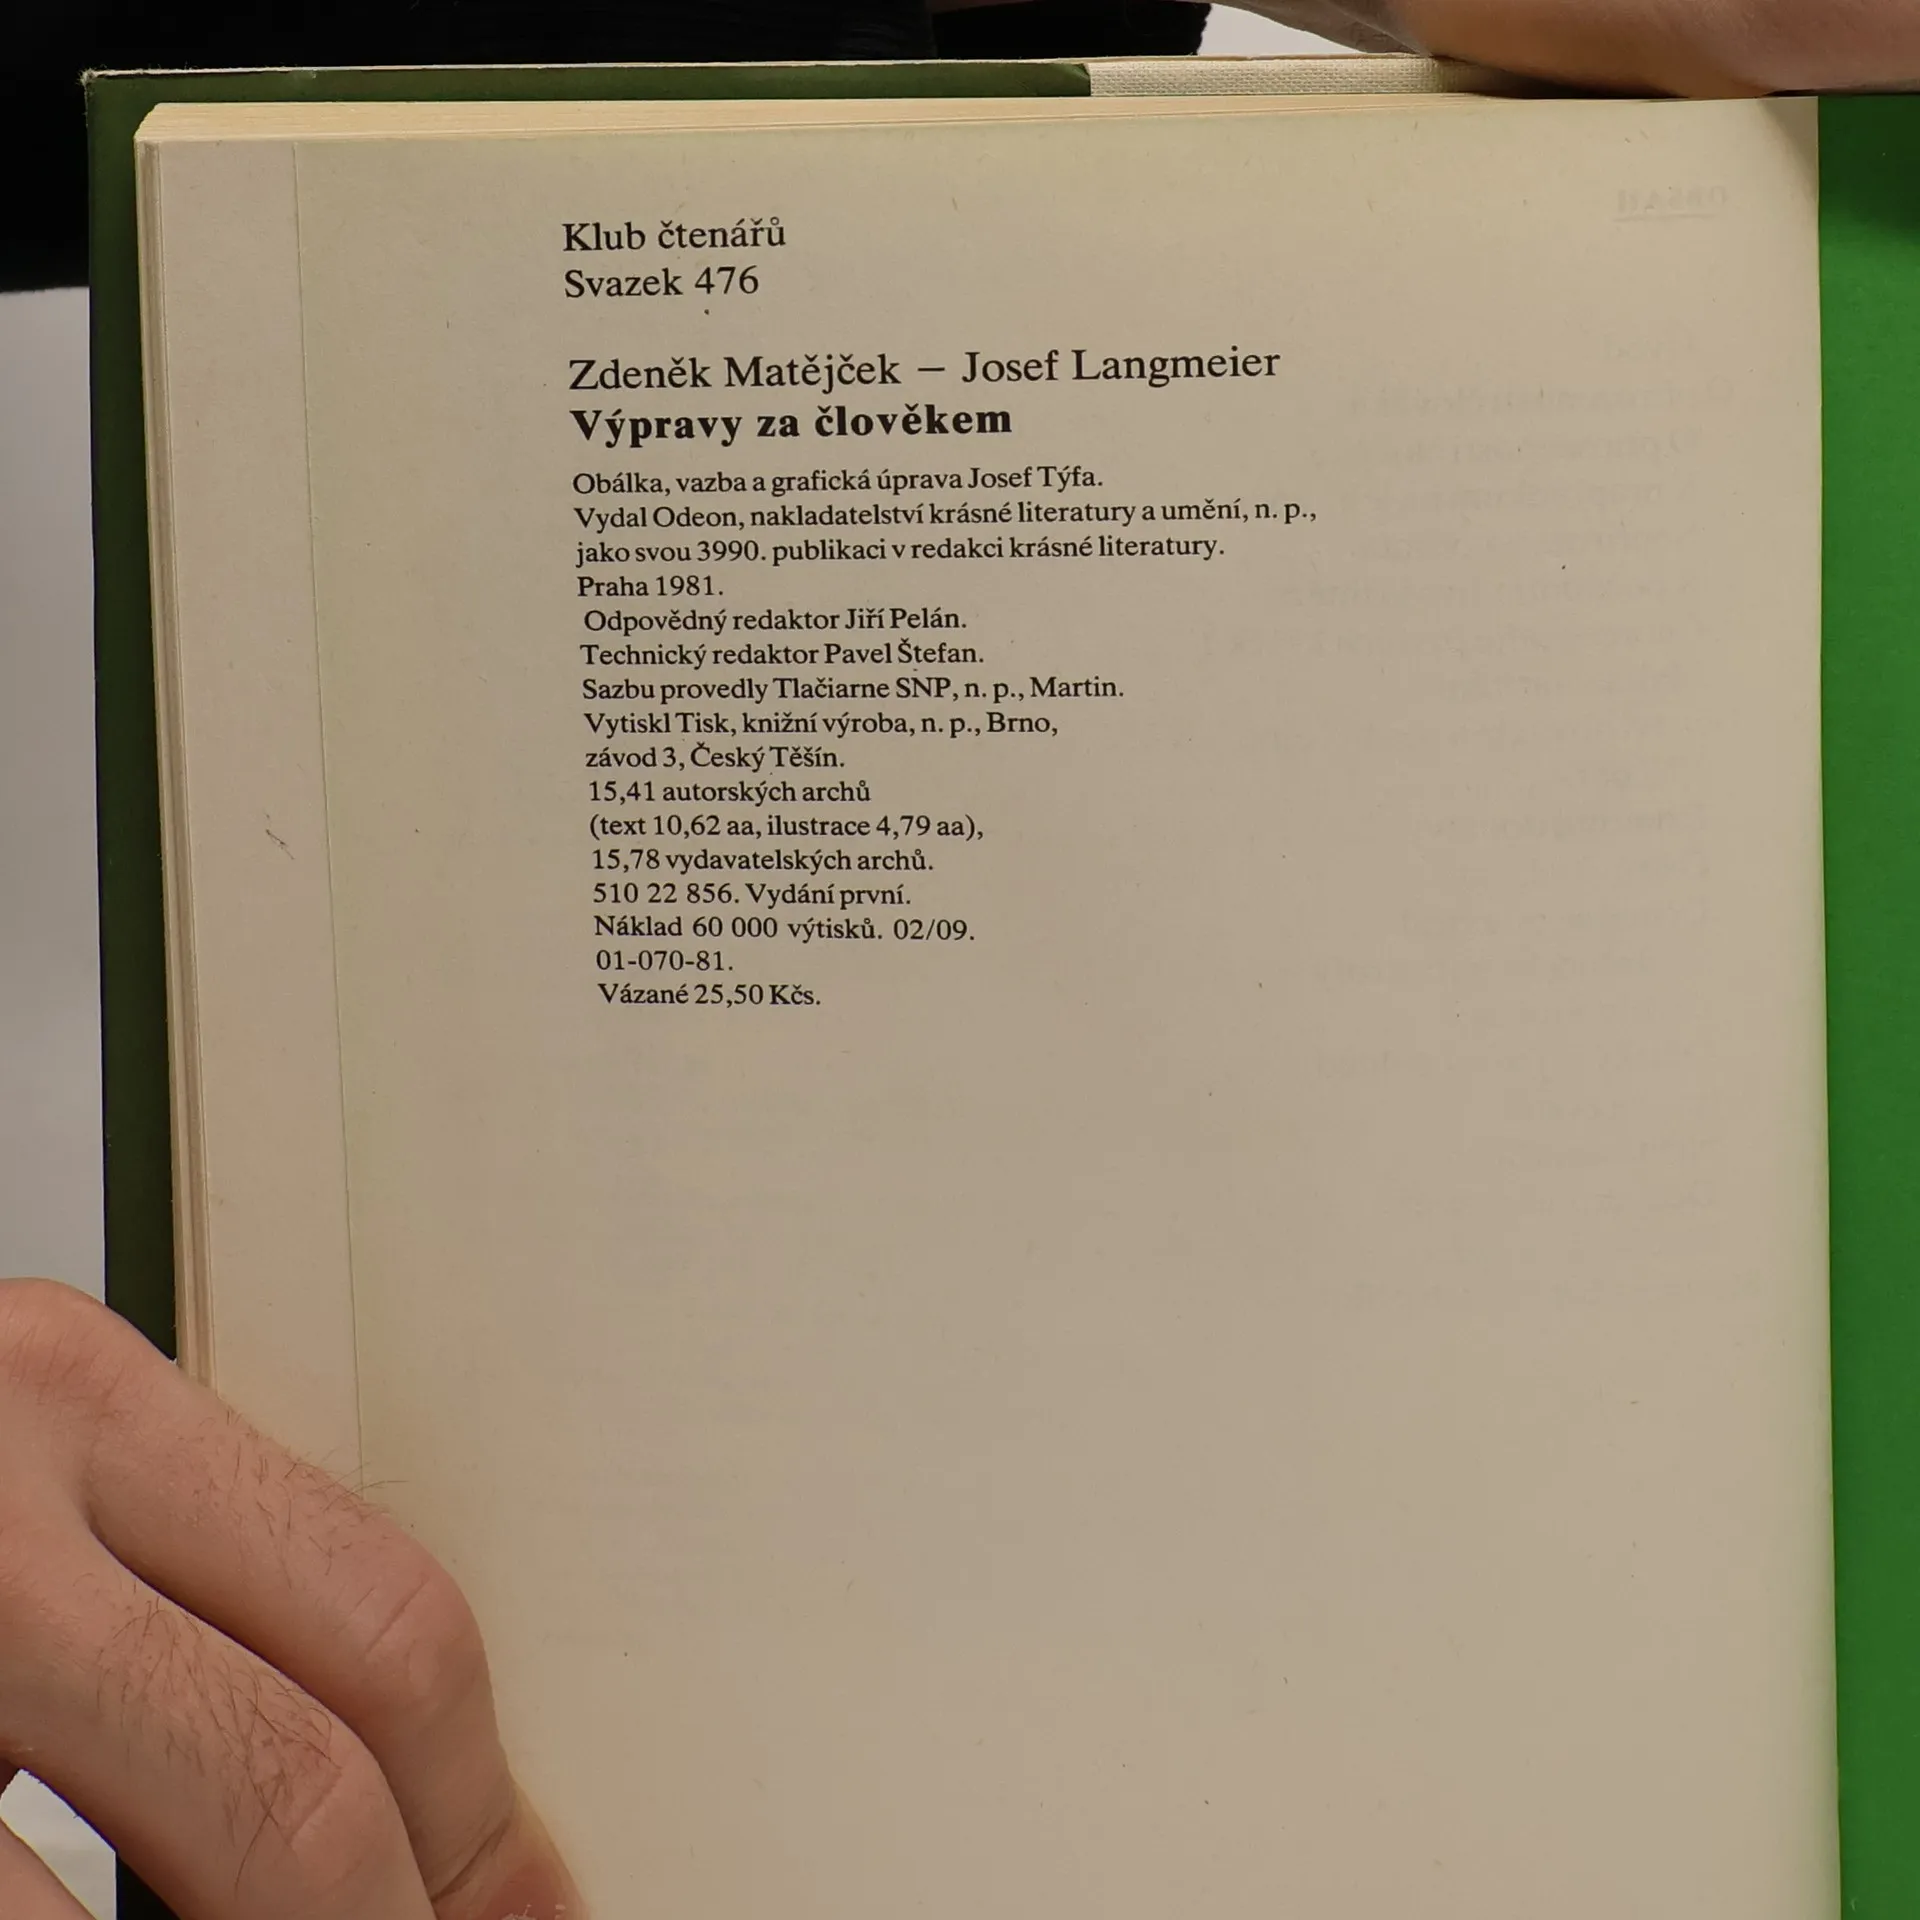 Klub čtenářů
Svazek 476
Zdeněk Matějček – Josef Langmeier
Výpravy za člověkem
Obálka, vazba a grafická úprava Josef Týfa.
Vydal Odeon, nakladatelství krásné literatury a umění, n. p.,
jako svou 3990. publikaci v redakci krásné literatury.
Praha 1981.
Odpovědný redaktor Jiří Pelán.
Technický redaktor Pavel Štefan.
Sazbu provedly Tlačiarne SNP, n. p., Martin.
Vytiskl Tisk, knižní výroba, n. p., Brno,
závod 3, Český Těšín.
15,41 autorských archů
(text 10,62 aa, ilustrace 4,79 aa),
15,78 vydavatelských archů.
510 22 856. Vydání první.
Náklad 60 000 výtisků. 02/09.
01-070-81.
Vázané 25,50 Kčs.